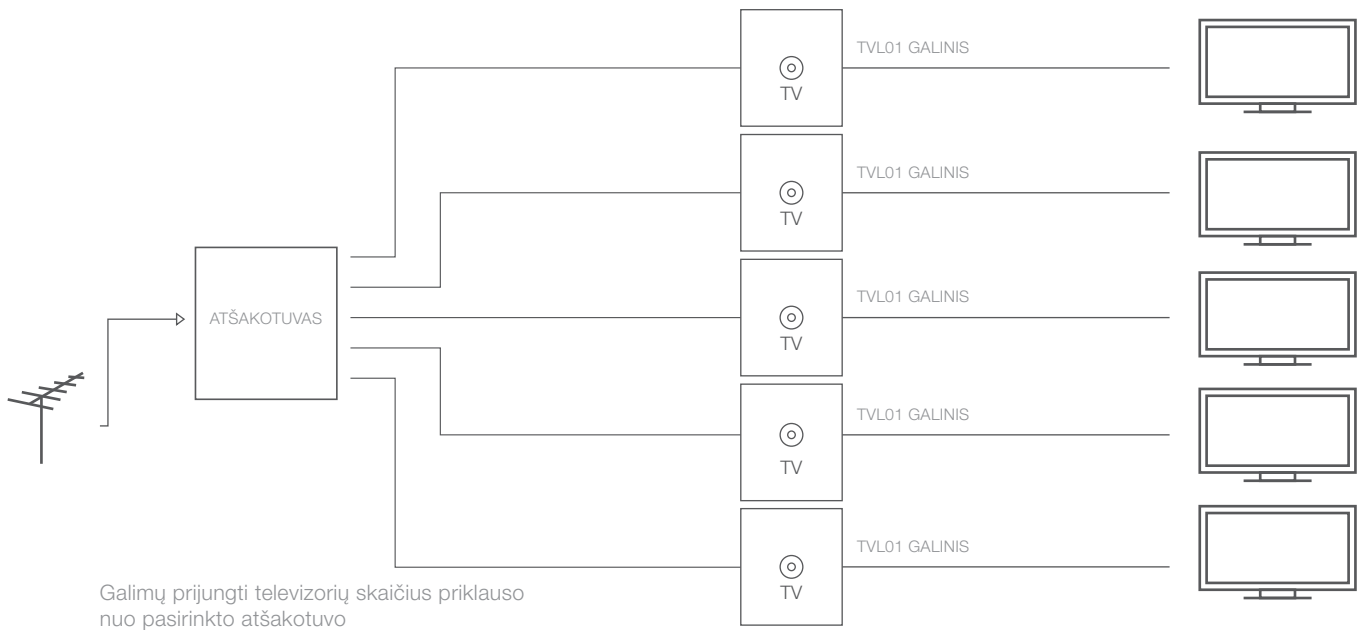 TVL01 GALINIS
TV
TVL01 GALINIS
TV
ATŠAKOTUVAS
TVL01 GALINIS
TV
TVL01 GALINIS
TV
TVL01 GALINIS
TV
Galimų prijungti televizorių skaičius priklauso
nuo pasirinkto atšakotuvo